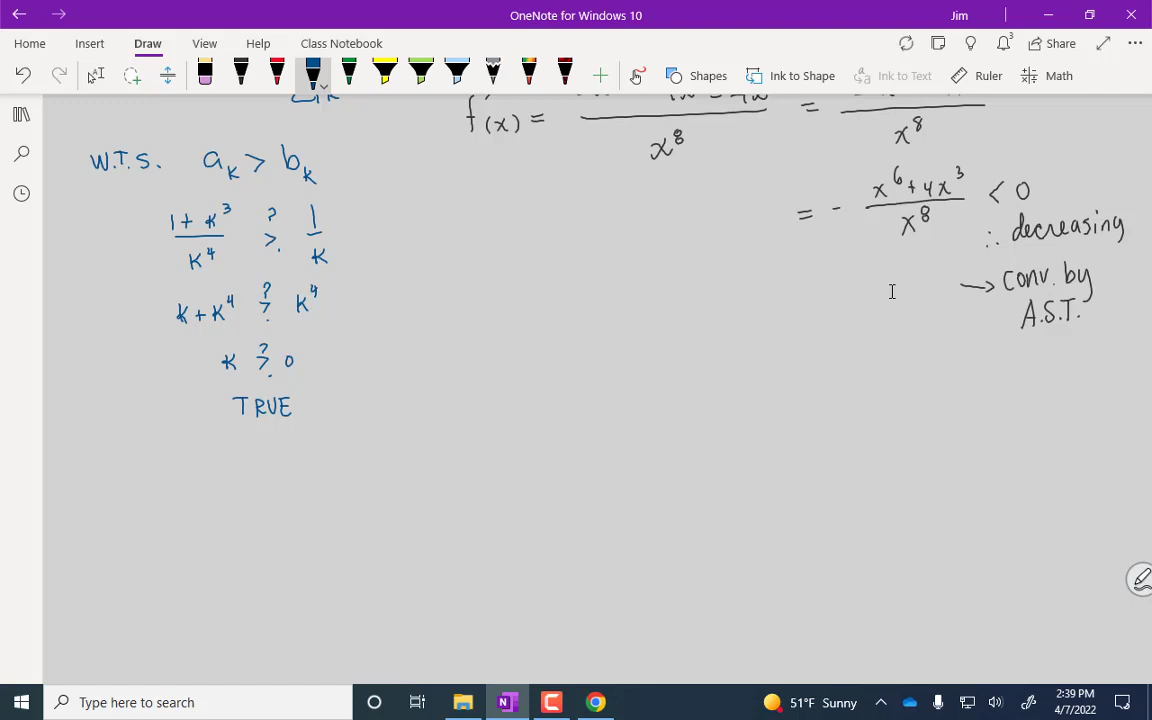 OneNote for Windows 10
Jim
Home Insert Draw View Help Class Notebook
Share
Shapes Ink to Shape Ink to Text Ruler Math
f'(x) = x⁸ = x⁸
W.T.S. a_k > b_k
(1 + k³)/k⁴ >? 1/k
k + k⁴ >? k⁴
k >? 0
TRUE
= - (x⁶ + 4x³)/x⁸ < 0
∴ decreasing
→ conv. by
A.S.T.
Type here to search
51°F Sunny
2:39 PM
4/7/2022